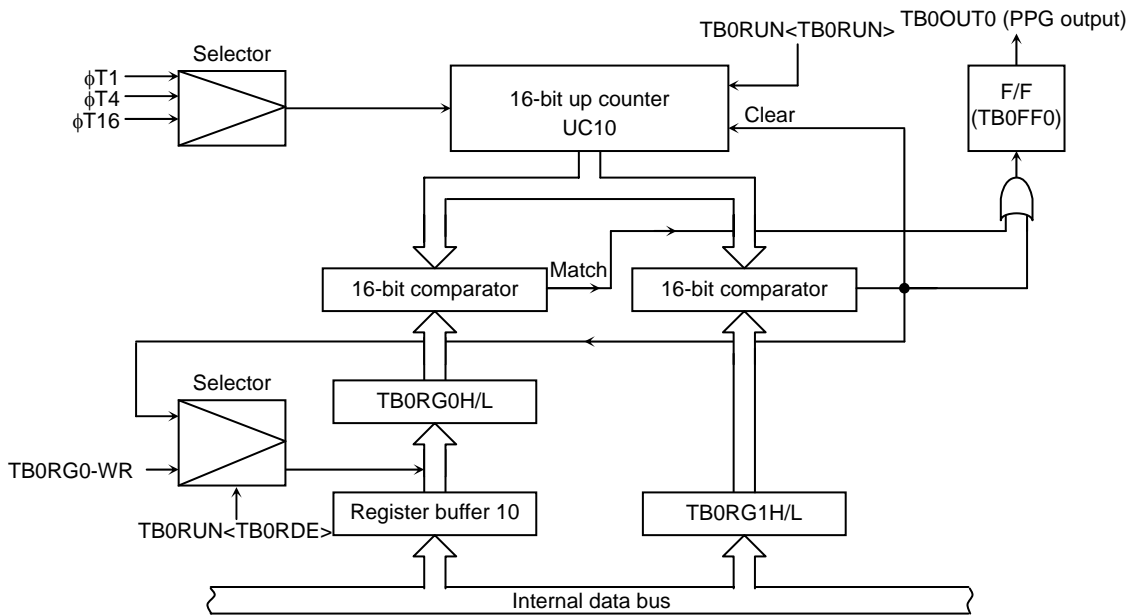 TB0OUT0 (PPG output)
TB0RUN<TB0RUN>
Selector
φT1
φT4
φT16
16-bit up counter
UC10
Clear
F/F
(TB0FF0)
Match
16-bit comparator
16-bit comparator
Selector
TB0RG0H/L
TB0RG0-WR
Register buffer 10
TB0RG1H/L
TB0RUN<TB0RDE>
Internal data bus